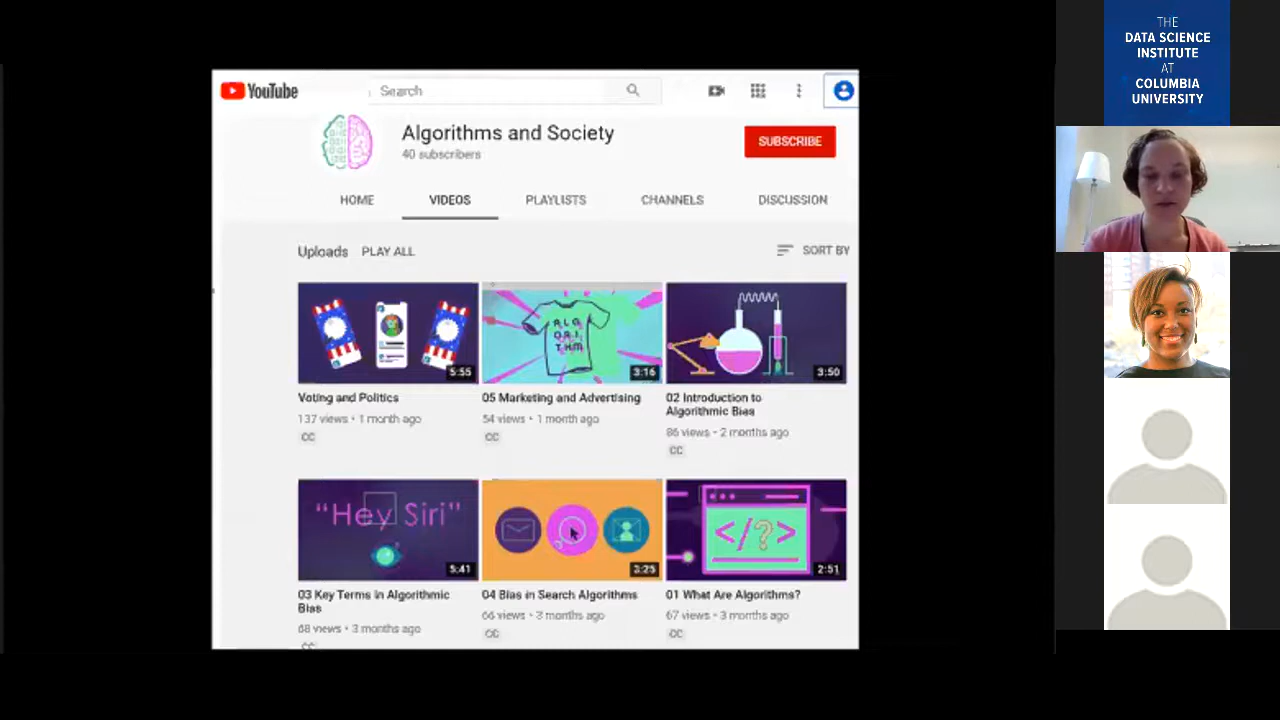 YouTube
Search
Algorithms and Society
40 subscribers
SUBSCRIBE
HOME VIDEOS PLAYLISTS CHANNELS DISCUSSION
Uploads PLAY ALL SORT BY
5:55 3:16 3:50
ALG
ORI
THM
Voting and Politics
137 views • 1 month ago
CC
05 Marketing and Advertising
54 views • 1 month ago
CC
02 Introduction to
Algorithmic Bias
86 views • 2 months ago
CC
"Hey Siri"
5:41 3:25 2:51
</?>
03 Key Terms in Algorithmic
Bias
68 views • 3 months ago
CC
04 Bias in Search Algorithms
66 views • 3 months ago
CC
01 What Are Algorithms?
67 views • 3 months ago
CC
THE
DATA SCIENCE
INSTITUTE
AT
COLUMBIA
UNIVERSITY